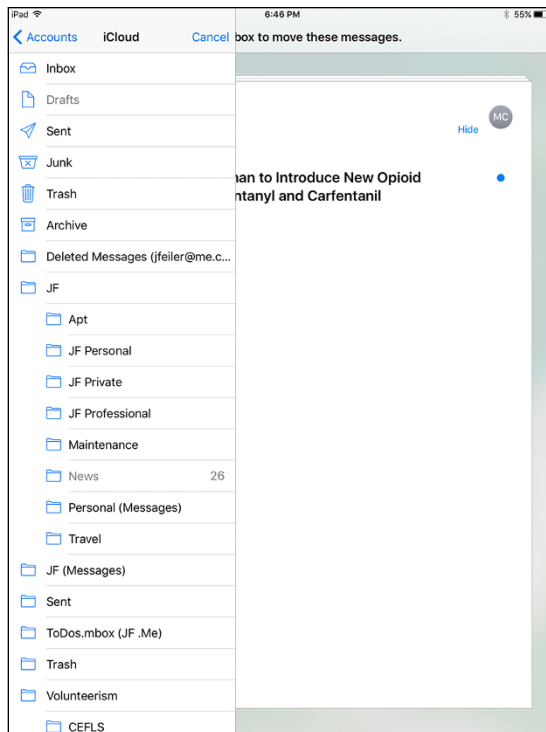 iPad 6:46 PM 55%
Accounts iCloud Cancel box to move these messages.
Inbox
Drafts
MC
Hide
Sent
Junk
nan to Introduce New Opioid
Trash
ntanyl and Carfentanil
Archive
Deleted Messages (jfeiler@me.c...
JF
Apt
JF Personal
JF Private
JF Professional
Maintenance
News 26
Personal (Messages)
Travel
JF (Messages)
Sent
ToDos.mbox (JF .Me)
Trash
Volunteerism
CEFLS